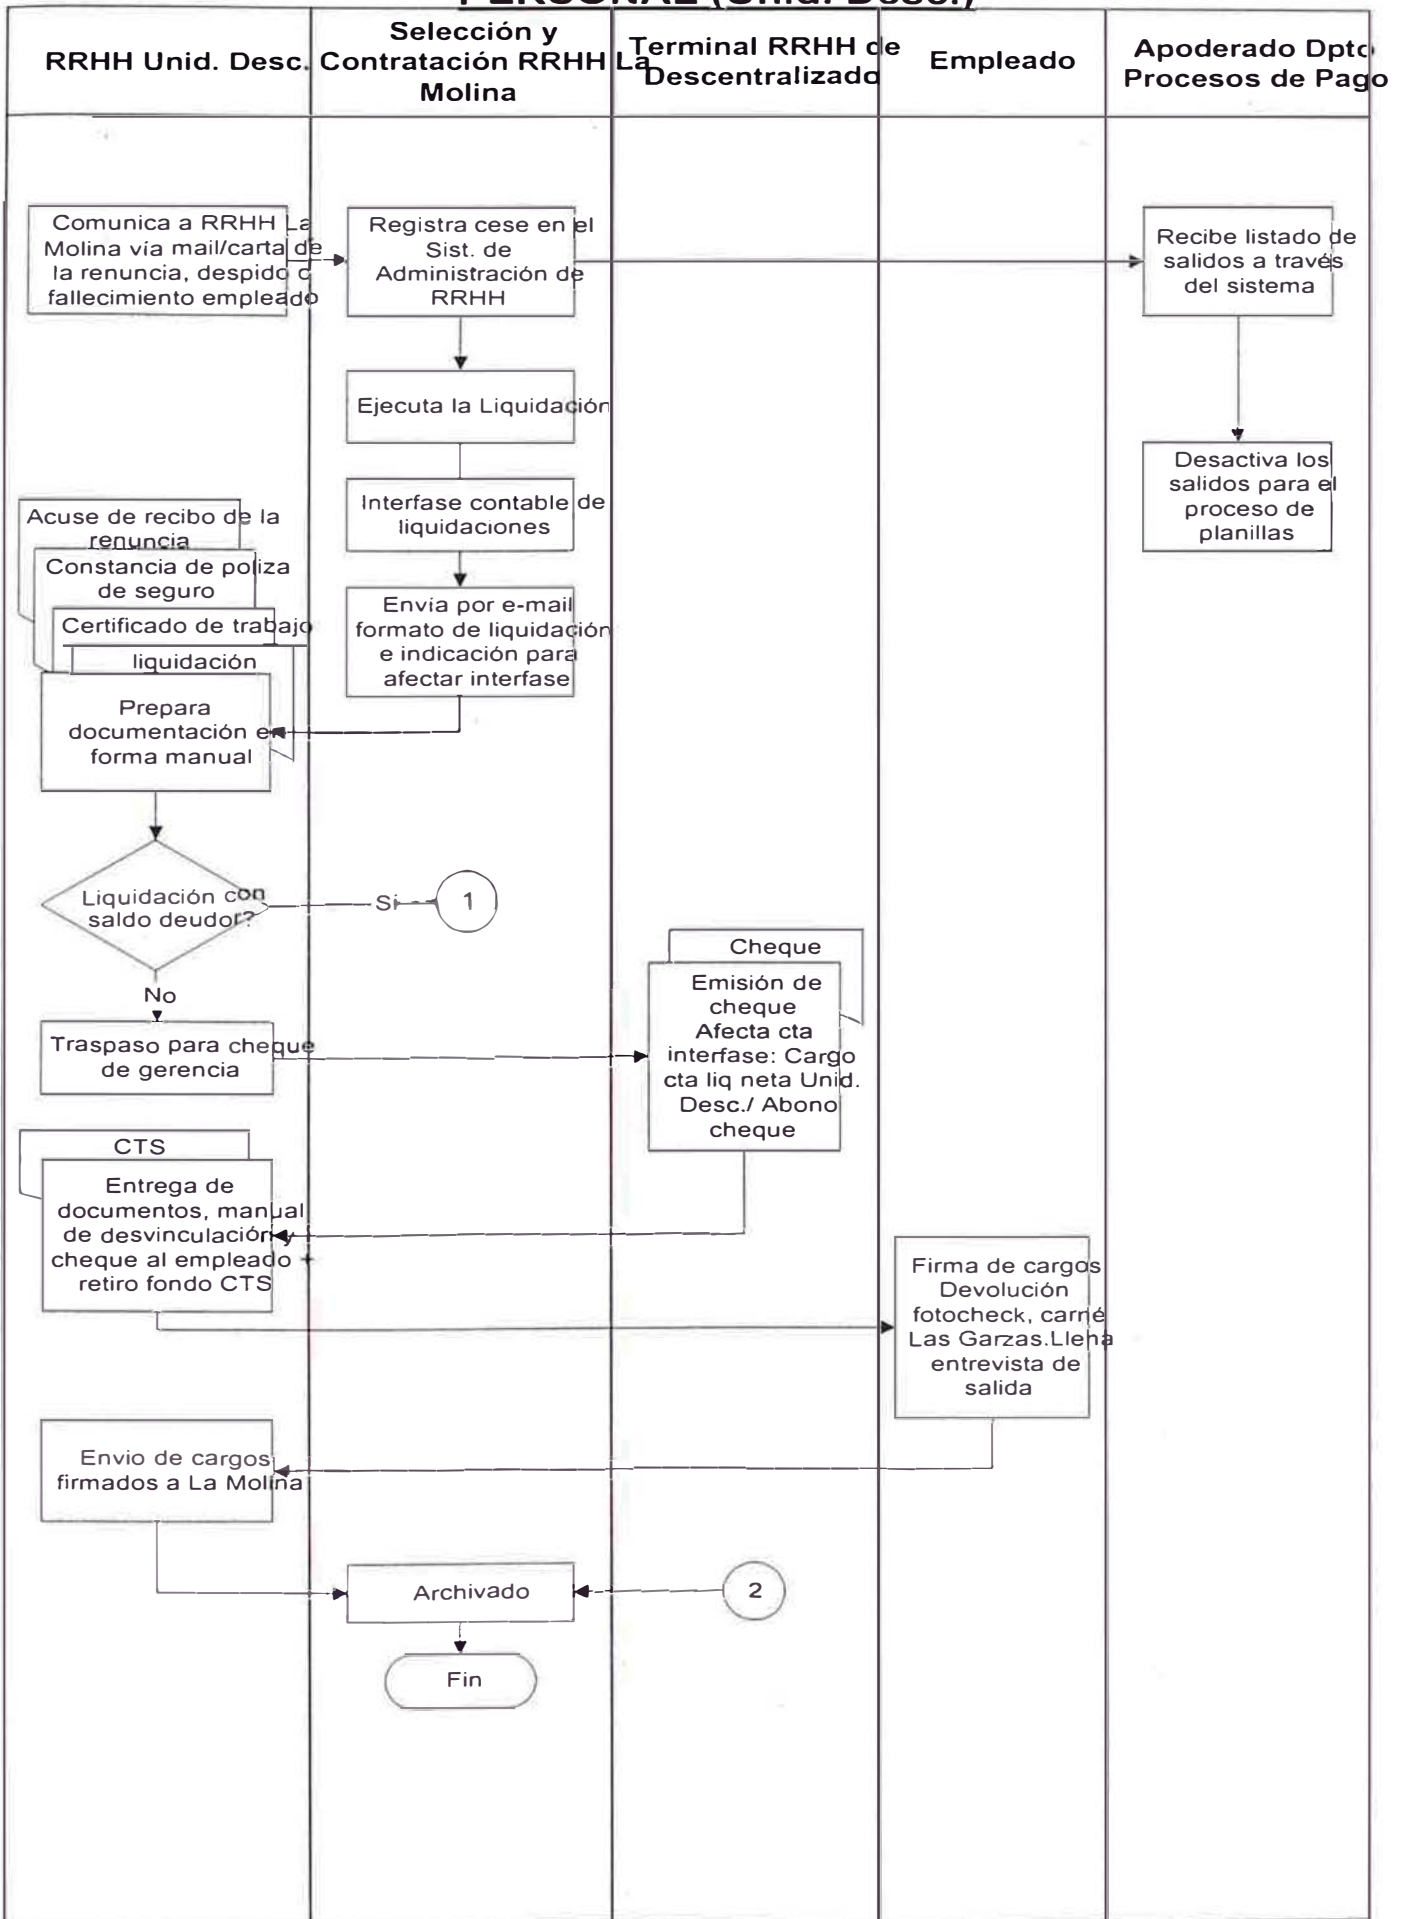 PERSONAL (Unid. Desc.)
RRHH Unid. Desc.
Selección y
Contratación RRHH La
Molina
Terminal RRHH de
Descentralizado
Empleado
Apoderado Dpto
Procesos de Pago
Comunica a RRHH La
Molina vía mail/carta de
la renuncia, despido o
fallecimiento empleado
Registra cese en el
Sist. de
Administración de
RRHH
Recibe listado de
salidos a través
del sistema
Ejecuta la Liquidación
Desactiva los
salidos para el
proceso de
planillas
Interfase contable de
liquidaciones
Acuse de recibo de la
renuncia
Constancia de poliza
de seguro
Certificado de trabajo
liquidación
Envia por e-mail
formato de liquidación
e indicación para
afectar interfase
Prepara
documentación en
forma manual
Liquidación con
saldo deudor?
Si
1
No
Cheque
Emisión de
cheque
Afecta cta
interfase: Cargo
cta liq neta Unid.
Desc./ Abono
cheque
Traspaso para cheque
de gerencia
CTS
Entrega de
documentos, manual
de desvinculación y
cheque al empleado +
retiro fondo CTS
Firma de cargos
Devolución
fotocheck, carné
Las Garzas.Llena
entrevista de
salida
Envio de cargos
firmados a La Molina
Archivado
2
Fin